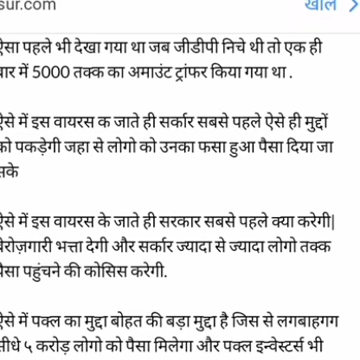 sur.com खोलें
ऐसा पहले भी देखा गया था जब जीडीपी निचे थी तो एक ही
बार में 5000 तक्क का अमाउंट ट्रांफर किया गया था .
ऐसे में इस वायरस क जाते ही सर्कार सबसे पहले ऐसे ही मुद्दों
को पकड़ेगी जहा से लोगो को उनका फसा हुआ पैसा दिया जा
सके
ऐसे में इस वायरस के जाते ही सरकार सबसे पहले क्या करेगी|
बेरोज़गारी भत्ता देगी और सर्कार ज्यादा से ज्यादा लोगो तक्क
पैसा पहुंचने की कोसिस करेगी.
ऐसे में पक्ल का मुद्दा बोहत की बड़ा मुद्दा है जिस से लगबाहगग
सीधे ५ करोड़ लोगो को पैसा मिलेगा और पक्ल इन्वेस्टर्स भी